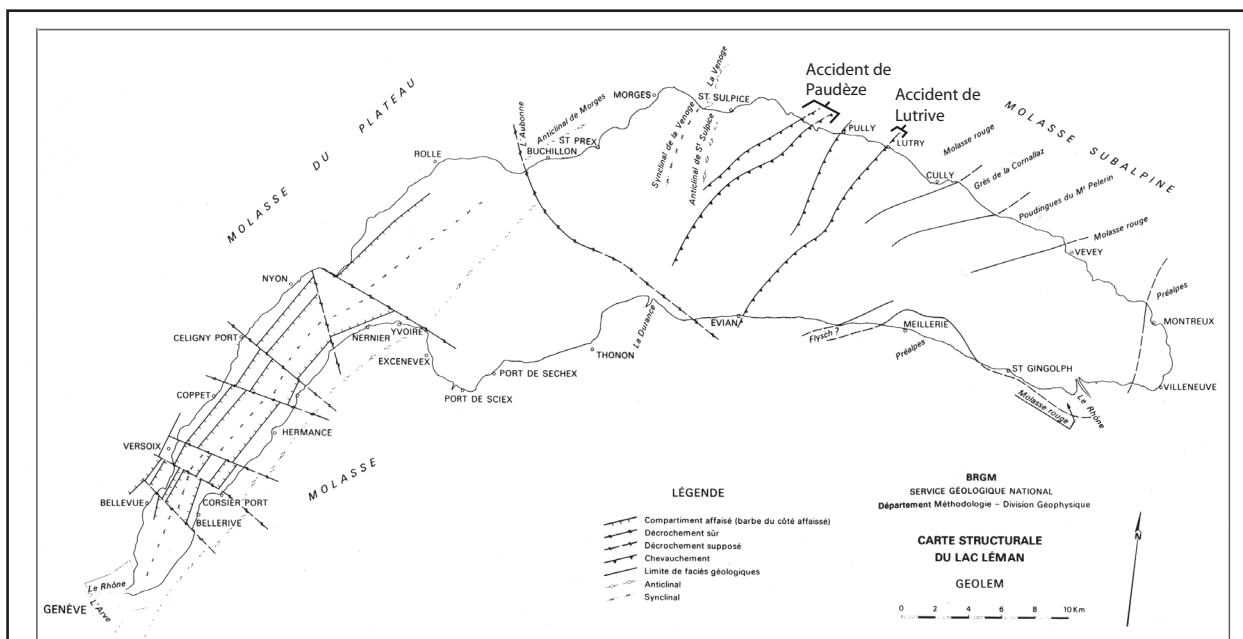 Accident de
Paudèze
Accident de
Lutrive
MOLASSE DU PLATEAU
MOLASSE SUBALPINE
MOLASSE
L'Aubonne
Anticlinal de Morges
MORGES
ST SULPICE
La Venoge
Synclinal de la Venoge
Anticlinal de St Sulpice
ST PREX
BUCHILLON
ROLLE
PULLY
LUTRY
CULLY
Molasse rouge
Grès de la Cornallaz
Poudingues du Mt Pelerin
Molasse rouge
VEVEY
Préalpes
MONTREUX
VILLENEUVE
NYON
CELIGNY PORT
COPPET
VERSOIX
BELLEVUE
GENÈVE
Le Rhône
L'Arve
NERNIER
YVOIRE
EXCENEVEX
PORT DE SECHEX
PORT DE SCIEX
THONON
La Durance
EVIAN
Flysch ?
MEILLERIE
Préalpes
ST GINGOLPH
Molasse rouge
Le Rhône
HERMANCE
CORSIER PORT
BELLERIVE
LÉGENDE
Compartiment affaisé (barbe du côté affaissé)
Décrochement sûr
Décrochement supposé
Chevauchement
Limite de faciès géologiques
Anticlinal
Synclinal
BRGM
SERVICE GÉOLOGIQUE NATIONAL
Département Méthodologie – Division Géophysique
CARTE STRUCTURALE
DU LAC LÉMAN
GEOLEM
0 2 4 6 8 10 Km
N